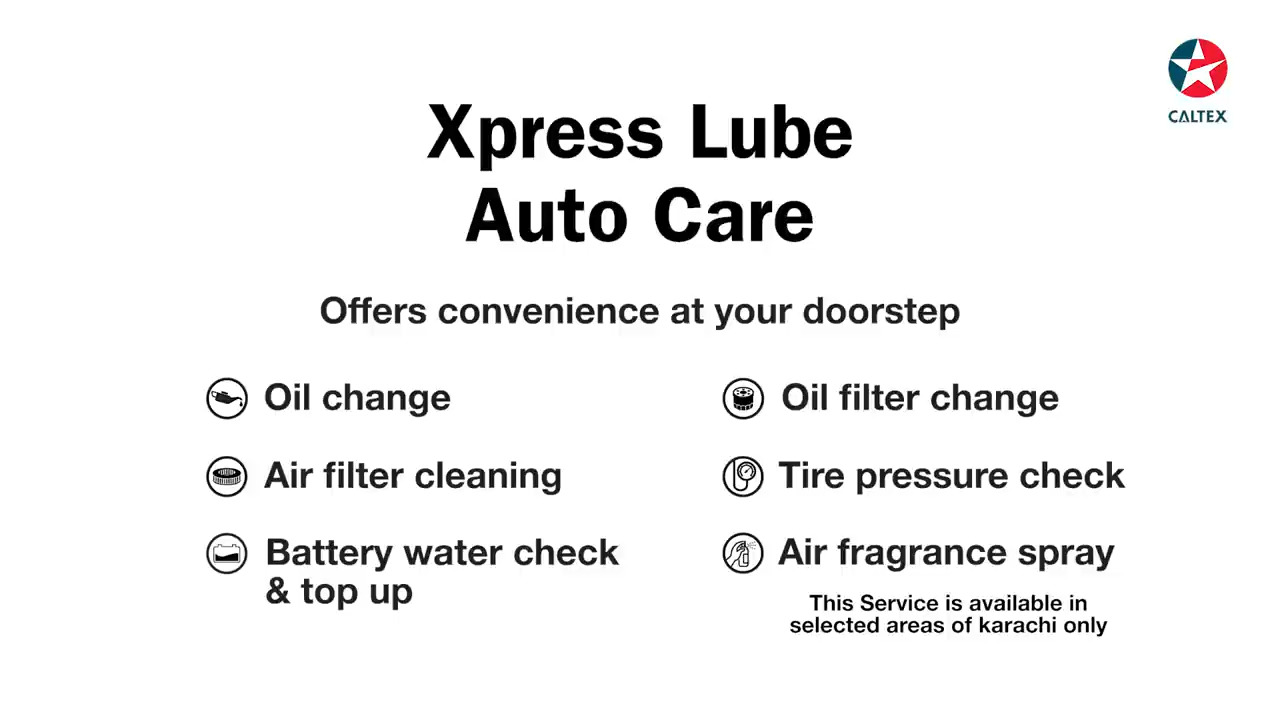 CALTEX
Xpress Lube
Auto Care
Offers convenience at your doorstep
Oil change
Oil filter change
Air filter cleaning
Tire pressure check
Battery water check
& top up
Air fragrance spray
This Service is available in
selected areas of karachi only